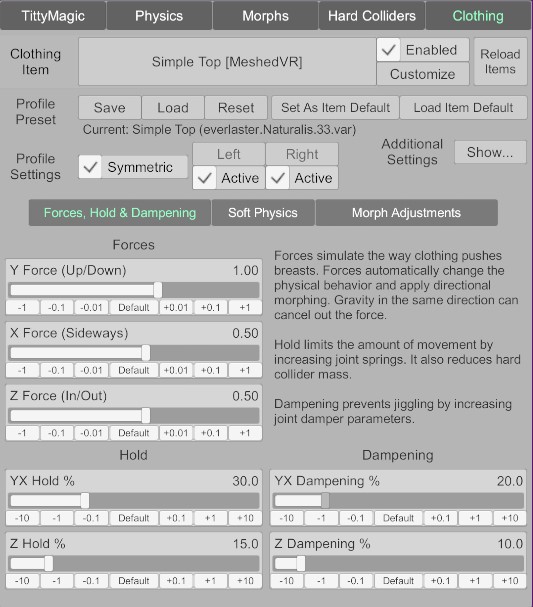 TittyMagic Physics Morphs Hard Colliders Clothing
Clothing Item Simple Top [MeshedVR] Enabled Customize Reload Items
Profile Preset Save Load Reset Set As Item Default Load Item Default
Current: Simple Top (everlaster.Naturalis.33.var)
Profile Settings Symmetric Left Right Active Active Additional Settings Show...
Forces, Hold & Dampening Soft Physics Morph Adjustments
Forces
Y Force (Up/Down) 1.00
-1 -0.1 -0.01 Default +0.01 +0.1 +1
X Force (Sideways) 0.50
-1 -0.1 -0.01 Default +0.01 +0.1 +1
Z Force (In/Out) 0.50
-1 -0.1 -0.01 Default +0.01 +0.1 +1
Forces simulate the way clothing pushes
breasts. Forces automatically change the
physical behavior and apply directional
morphing. Gravity in the same direction can
cancel out the force.
Hold limits the amount of movement by
increasing joint springs. It also reduces hard
collider mass.
Dampening prevents jiggling by increasing
joint damper parameters.
Hold
YX Hold % 30.0
-10 -1 -0.1 Default +0.1 +1 +10
Z Hold % 15.0
-10 -1 -0.1 Default +0.1 +1 +10
Dampening
YX Dampening % 20.0
-10 -1 -0.1 Default +0.1 +1 +10
Z Dampening % 10.0
-10 -1 -0.1 Default +0.1 +1 +10